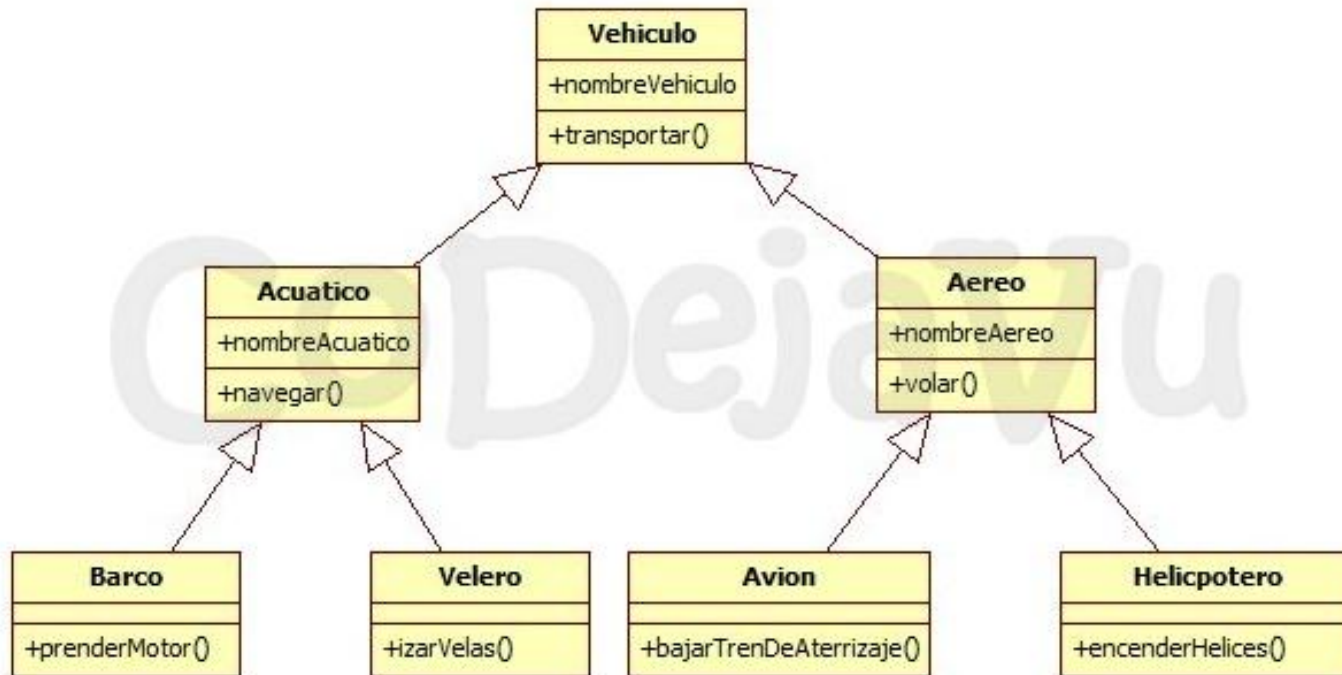 Vehiculo
+nombreVehiculo
+transportar()
CoDejaVu
Acuatico
+nombreAcuatico
+navegar()
Aereo
+nombreAereo
+volar()
Barco
+prenderMotor()
Velero
+izarVelas()
Avion
+bajarTrenDeAterrizaje()
Helicpotero
+encenderHelices()